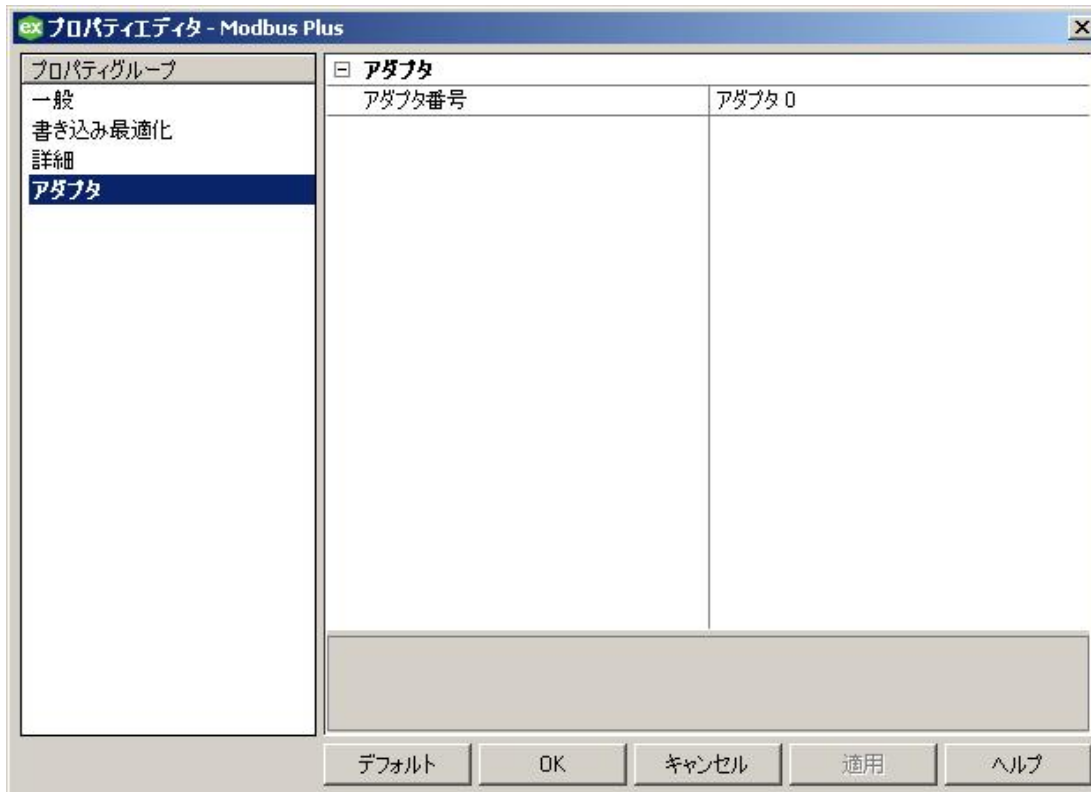 ex プロパティエディタ - Modbus Plus
プロパティグループ
一般
書き込み最適化
詳細
アダプタ
アダプタ
アダプタ番号 アダプタ 0
デフォルト OK キャンセル 適用 ヘルプ